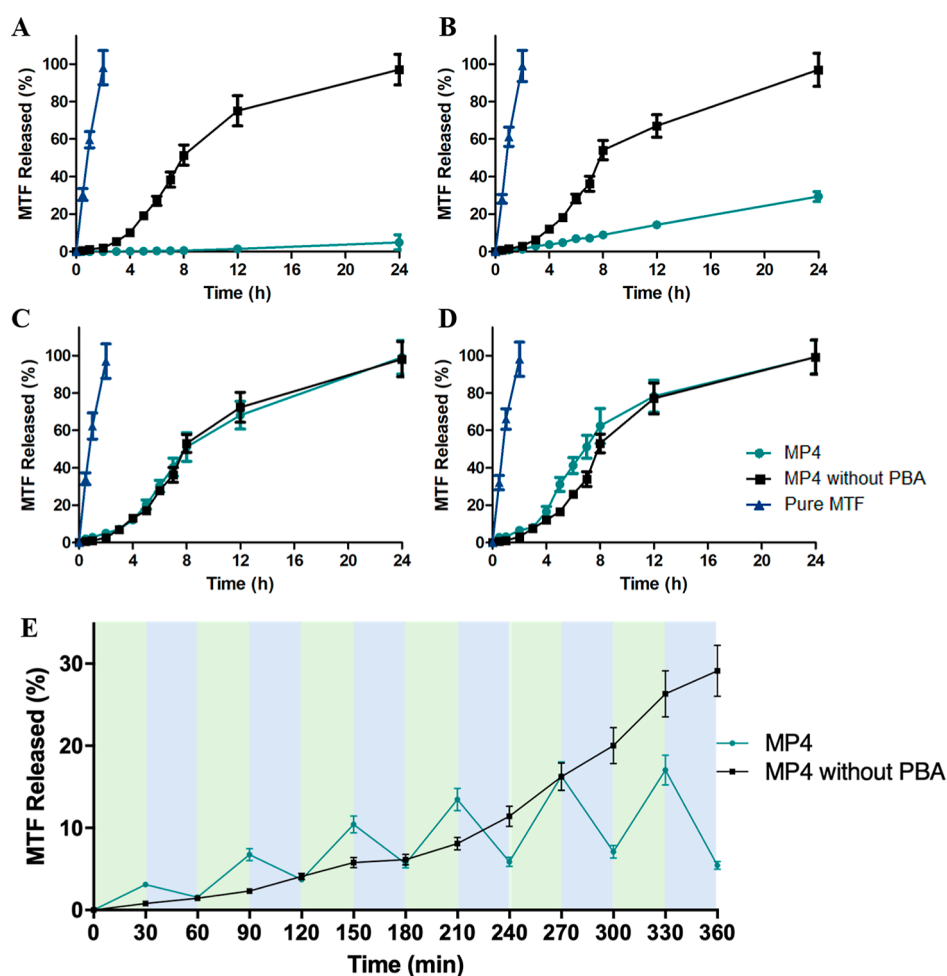 A
MTF Released (%)
100
80
60
40
20
0
0 4 8 12 16 20 24
Time (h)
B
MTF Released (%)
100
80
60
40
20
0
0 4 8 12 16 20 24
Time (h)
C
MTF Released (%)
100
80
60
40
20
0
0 4 8 12 16 20 24
Time (h)
D
MTF Released (%)
100
80
60
40
20
0
0 4 8 12 16 20 24
Time (h)
MP4
MP4 without PBA
Pure MTF
E
MTF Released (%)
30
20
10
0
0 30 60 90 120 150 180 210 240 270 300 330 360
Time (min)
MP4
MP4 without PBA